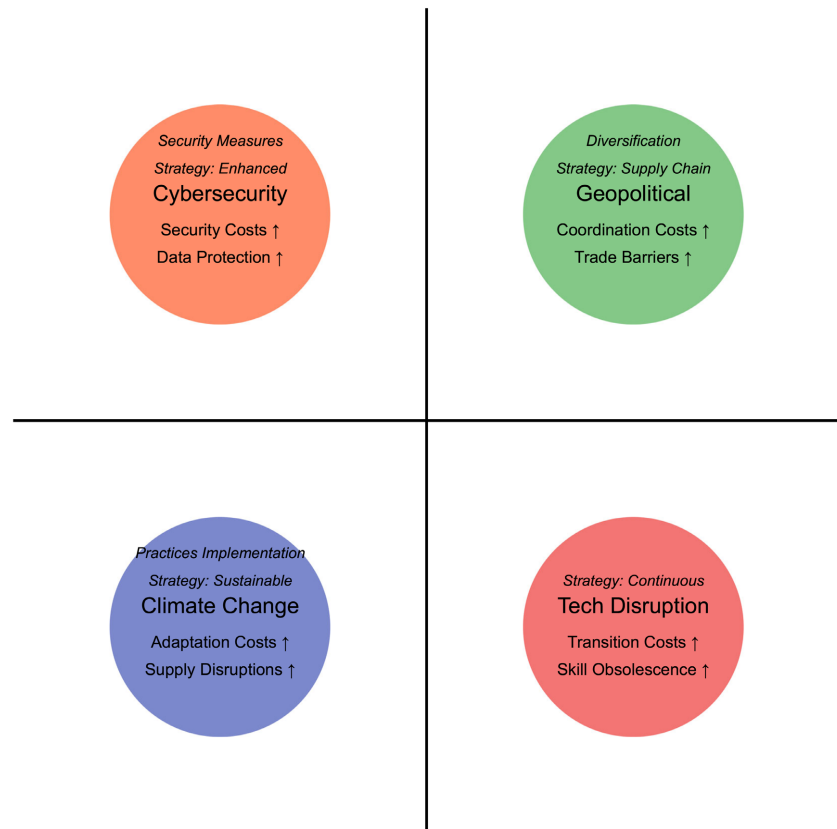 Security Measures
Strategy: Enhanced
Cybersecurity
Security Costs ↑
Data Protection ↑
Diversification
Strategy: Supply Chain
Geopolitical
Coordination Costs ↑
Trade Barriers ↑
Practices Implementation
Strategy: Sustainable
Climate Change
Adaptation Costs ↑
Supply Disruptions ↑
Strategy: Continuous
Tech Disruption
Transition Costs ↑
Skill Obsolescence ↑